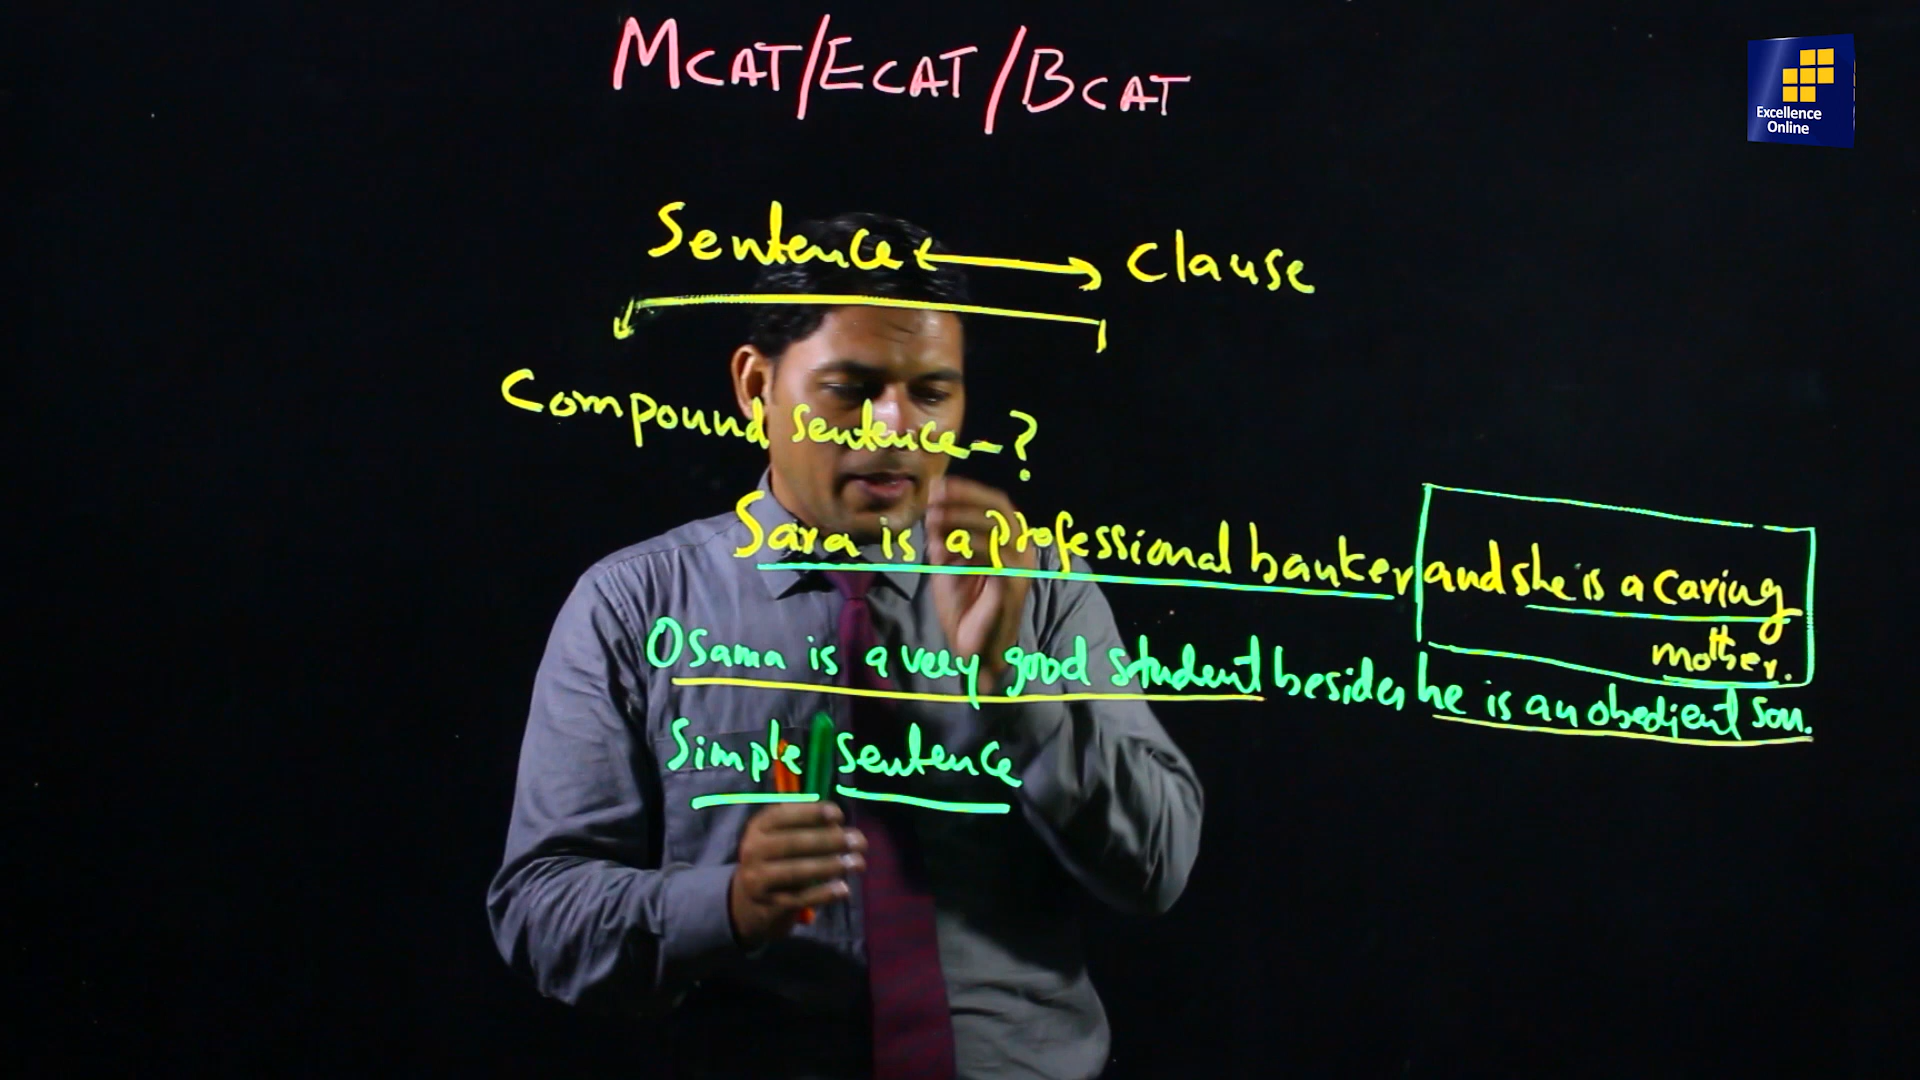 MCAT/ECAT/BCAT
Excellence
Online
Sentence Clause
Compound Sentence-?
Sara is a professional banker and she is a caring
mother.
Osama is a very good student besides he is an obedient son.
Simple sentence